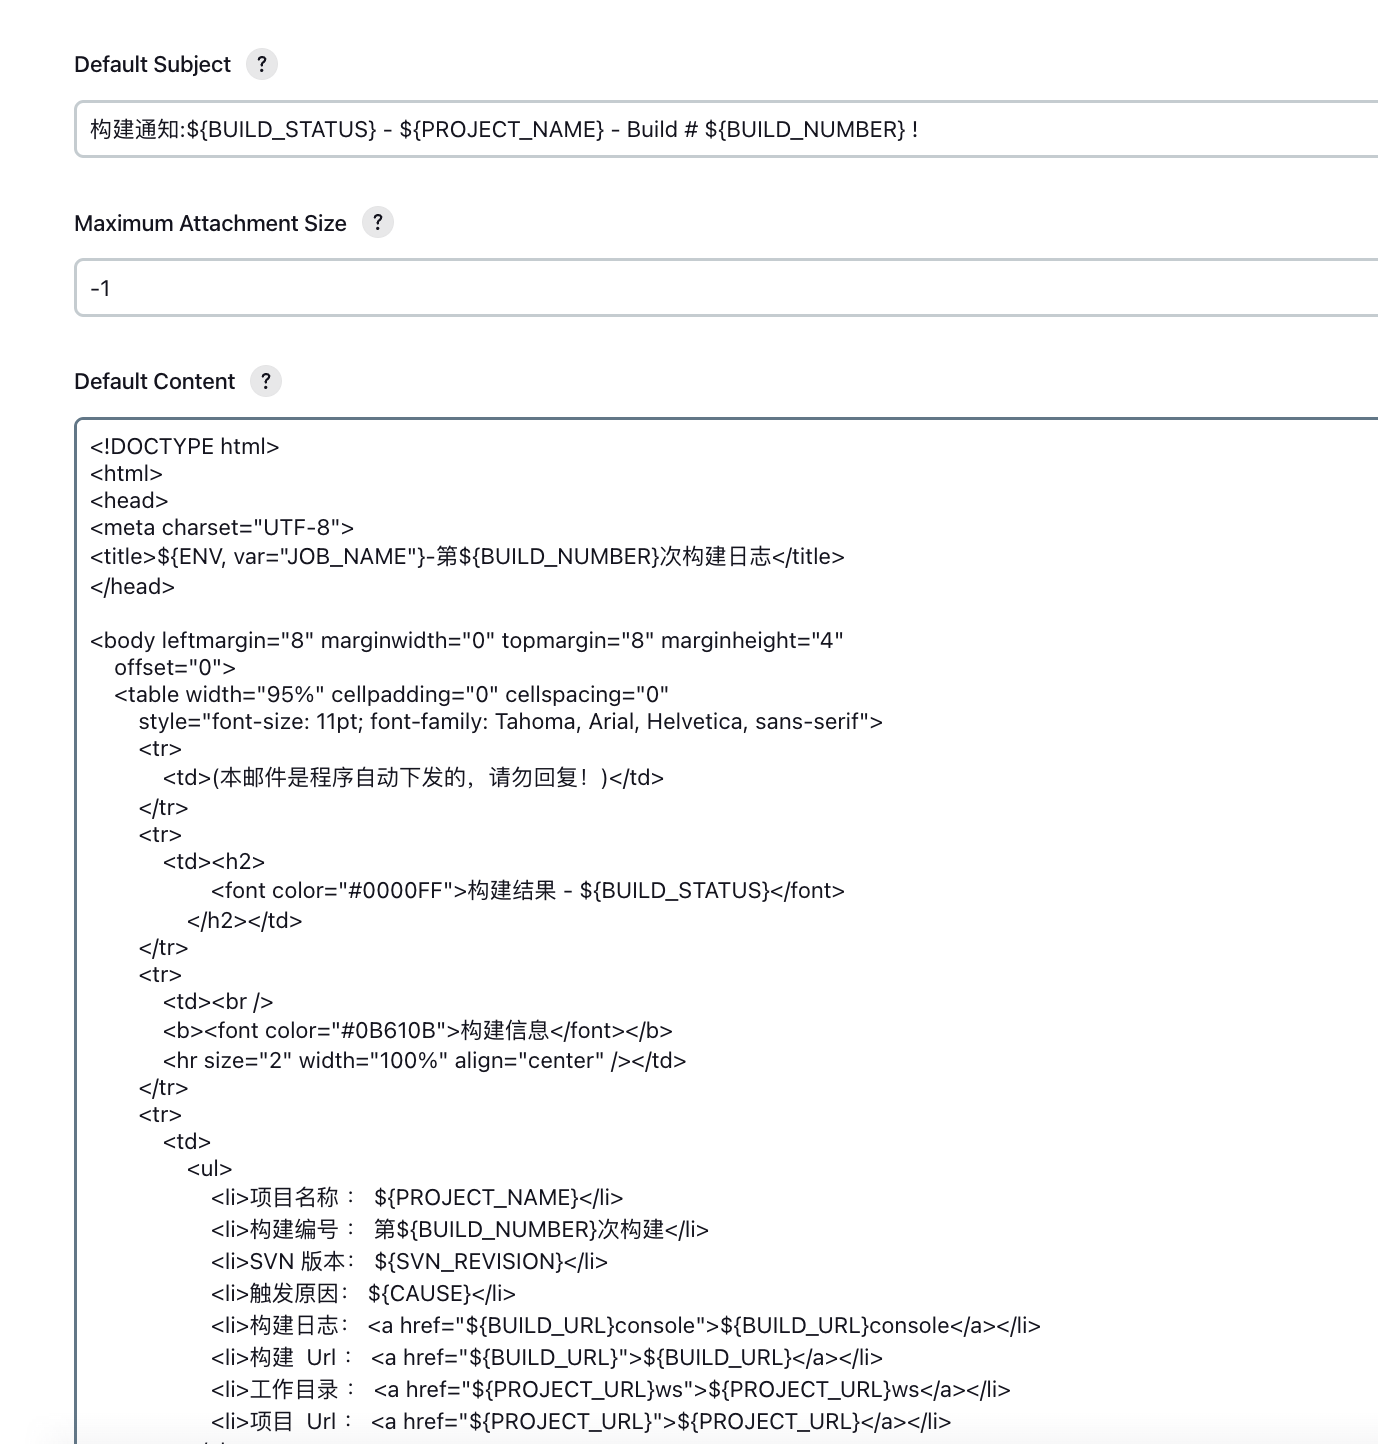 Default Subject ?
构建通知:${BUILD_STATUS} - ${PROJECT_NAME} - Build # ${BUILD_NUMBER} !
Maximum Attachment Size ?
-1
Default Content ?
<!DOCTYPE html>
<html>
<head>
<meta charset="UTF-8">
<title>${ENV, var="JOB_NAME"}-第${BUILD_NUMBER}次构建日志</title>
</head>
<body leftmargin="8" marginwidth="0" topmargin="8" marginheight="4"
offset="0">
<table width="95%" cellpadding="0" cellspacing="0"
style="font-size: 11pt; font-family: Tahoma, Arial, Helvetica, sans-serif">
<tr>
<td>(本邮件是程序自动下发的，请勿回复！)</td>
</tr>
<tr>
<td><h2>
<font color="#0000FF">构建结果 - ${BUILD_STATUS}</font>
</h2></td>
</tr>
<tr>
<td><br />
<b><font color="#0B610B">构建信息</font></b>
<hr size="2" width="100%" align="center" /></td>
</tr>
<tr>
<td>
<ul>
<li>项目名称 ： ${PROJECT_NAME}</li>
<li>构建编号 ： 第${BUILD_NUMBER}次构建</li>
<li>SVN 版本： ${SVN_REVISION}</li>
<li>触发原因： ${CAUSE}</li>
<li>构建日志： <a href="${BUILD_URL}console">${BUILD_URL}console</a></li>
<li>构建  Url ： <a href="${BUILD_URL}">${BUILD_URL}</a></li>
<li>工作目录 ： <a href="${PROJECT_URL}ws">${PROJECT_URL}ws</a></li>
<li>项目  Url ： <a href="${PROJECT_URL}">${PROJECT_URL}</a></li>